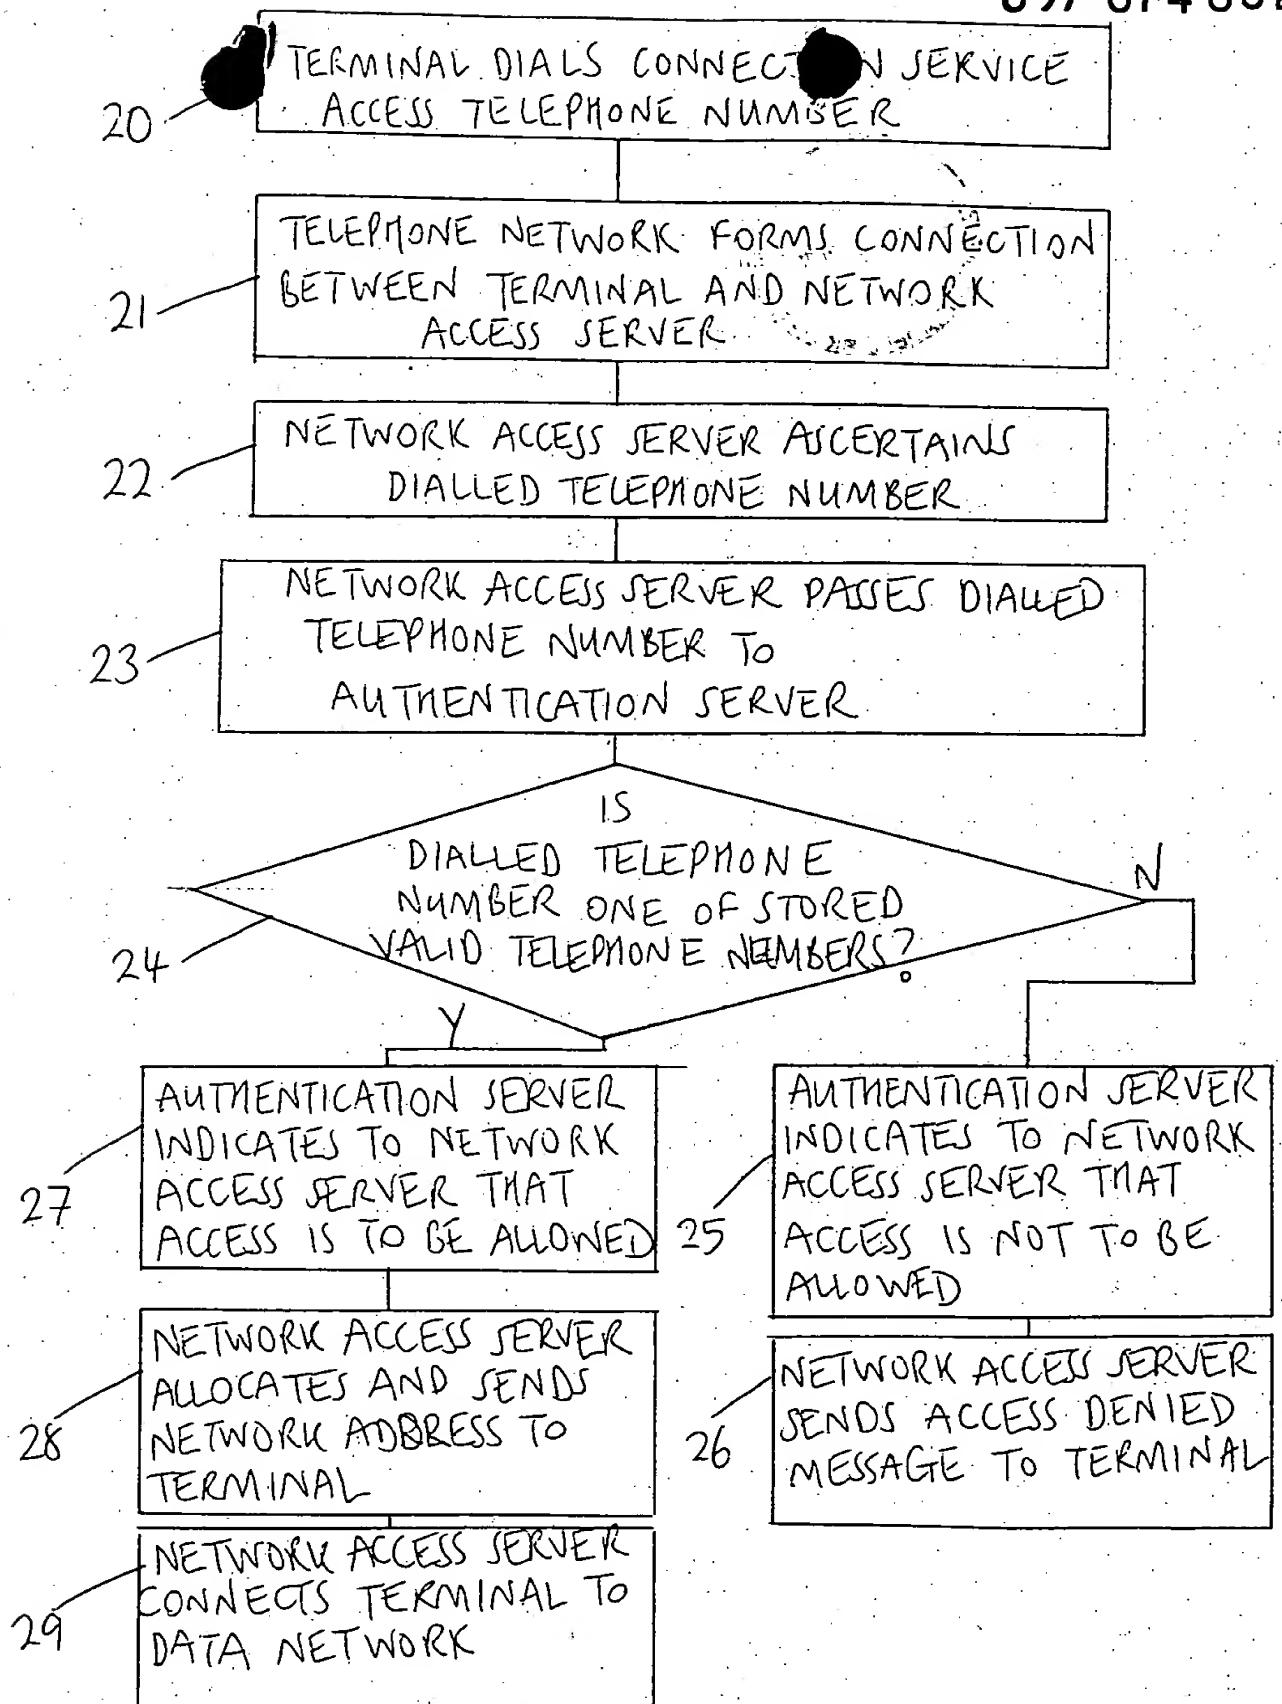 TERMINAL DIALS CONNEC N SERVICE
ACCESS TELEPHONE NUMBER
20
TELEPHONE NETWORK FORMS CONNECTION
BETWEEN TERMINAL AND NETWORK
ACCESS SERVER
21
NETWORK ACCESS SERVER ASCERTAINS
DIALLED TELEPHONE NUMBER
22
NETWORK ACCESS SERVER PASSES DIALLED
TELEPHONE NUMBER TO
AUTHENTICATION SERVER
23
IS
DIALLED TELEPHONE
NUMBER ONE OF STORED
VALID TELEPHONE NUMBERS?
24
N
Y
AUTHENTICATION SERVER
INDICATES TO NETWORK
ACCESS SERVER THAT
ACCESS IS TO BE ALLOWED
27
AUTHENTICATION SERVER
INDICATES TO NETWORK
ACCESS SERVER THAT
ACCESS IS NOT TO BE
ALLOWED
25
NETWORK ACCESS SERVER
ALLOCATES AND SENDS
NETWORK ADDRESS TO
TERMINAL
28
NETWORK ACCESS SERVER
SENDS ACCESS DENIED
MESSAGE TO TERMINAL
26
NETWORK ACCESS SERVER
CONNECTS TERMINAL TO
DATA NETWORK
29